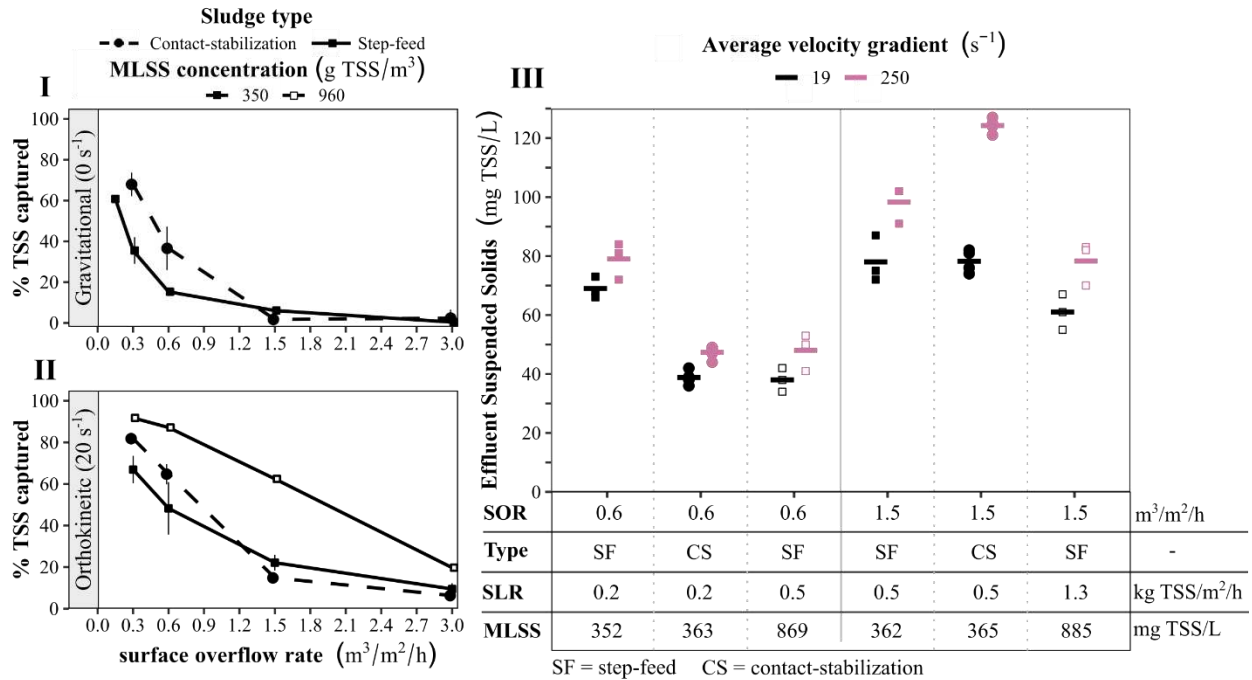 Sludge type
Contact-stabilization Step-feed
MLSS concentration (g TSS/m³)
350 960
I
% TSS captured
100
80
60
40
20
0
Gravitational (0 s⁻¹)
0.0 0.3 0.6 0.9 1.2 1.5 1.8 2.1 2.4 2.7 3.0
II
% TSS captured
100
80
60
40
20
0
Orthokineitc (20 s⁻¹)
0.0 0.3 0.6 0.9 1.2 1.5 1.8 2.1 2.4 2.7 3.0
surface overflow rate (m³/m²/h)
Average velocity gradient (s⁻¹)
19 250
III
Effluent Suspended Solids (mg TSS/L)
120
100
80
60
40
20
0
SOR 0.6 0.6 0.6 1.5 1.5 1.5 m³/m²/h
Type SF CS SF SF CS SF -
SLR 0.2 0.2 0.5 0.5 0.5 1.3 kg TSS/m²/h
MLSS 352 363 869 362 365 885 mg TSS/L
SF = step-feed CS = contact-stabilization